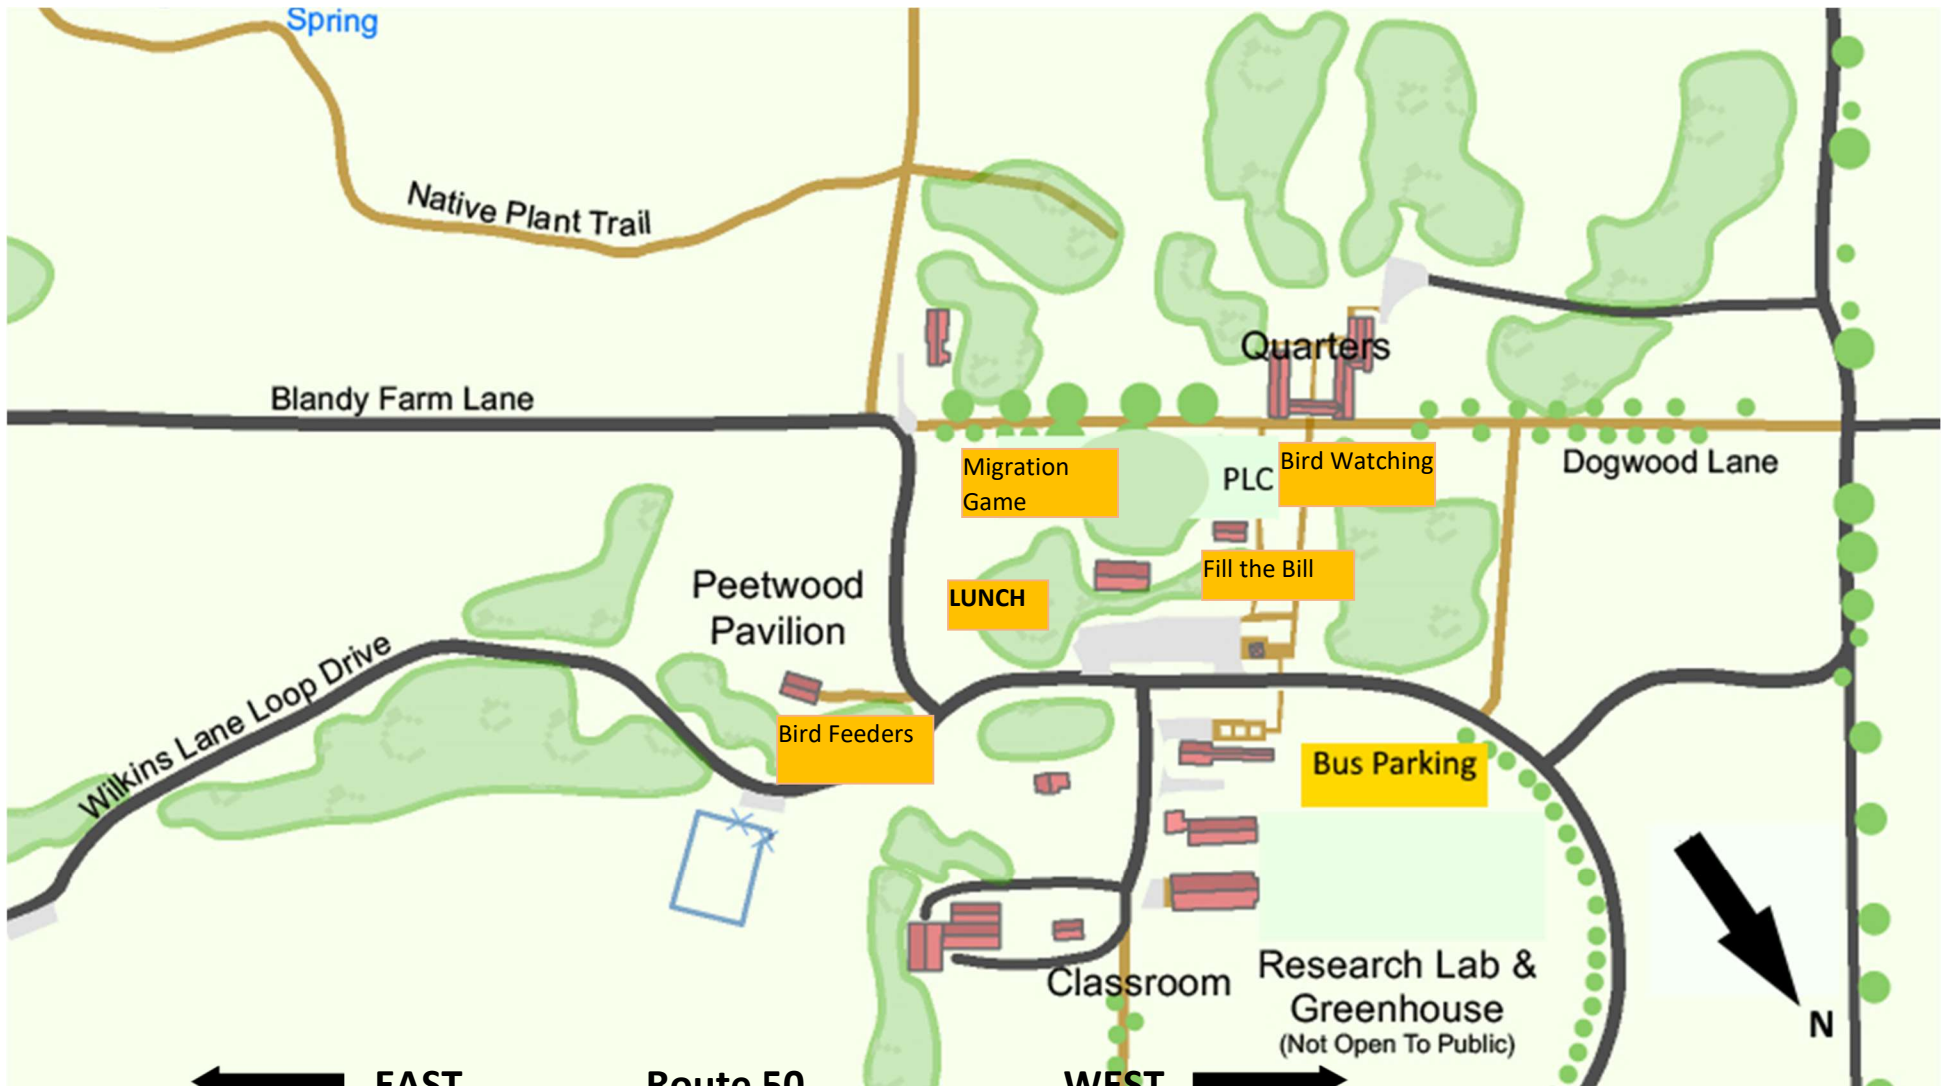 Spring
Native Plant Trail
Quarters
Blandy Farm Lane
Migration
Game
PLC
Bird Watching
Dogwood Lane
Fill the Bill
LUNCH
Peetwood
Pavilion
Wilkins Lane Loop Drive
Bird Feeders
Bus Parking
Classroom
Research Lab &
Greenhouse
(Not Open To Public)
N
EAST
Route 50
WEST